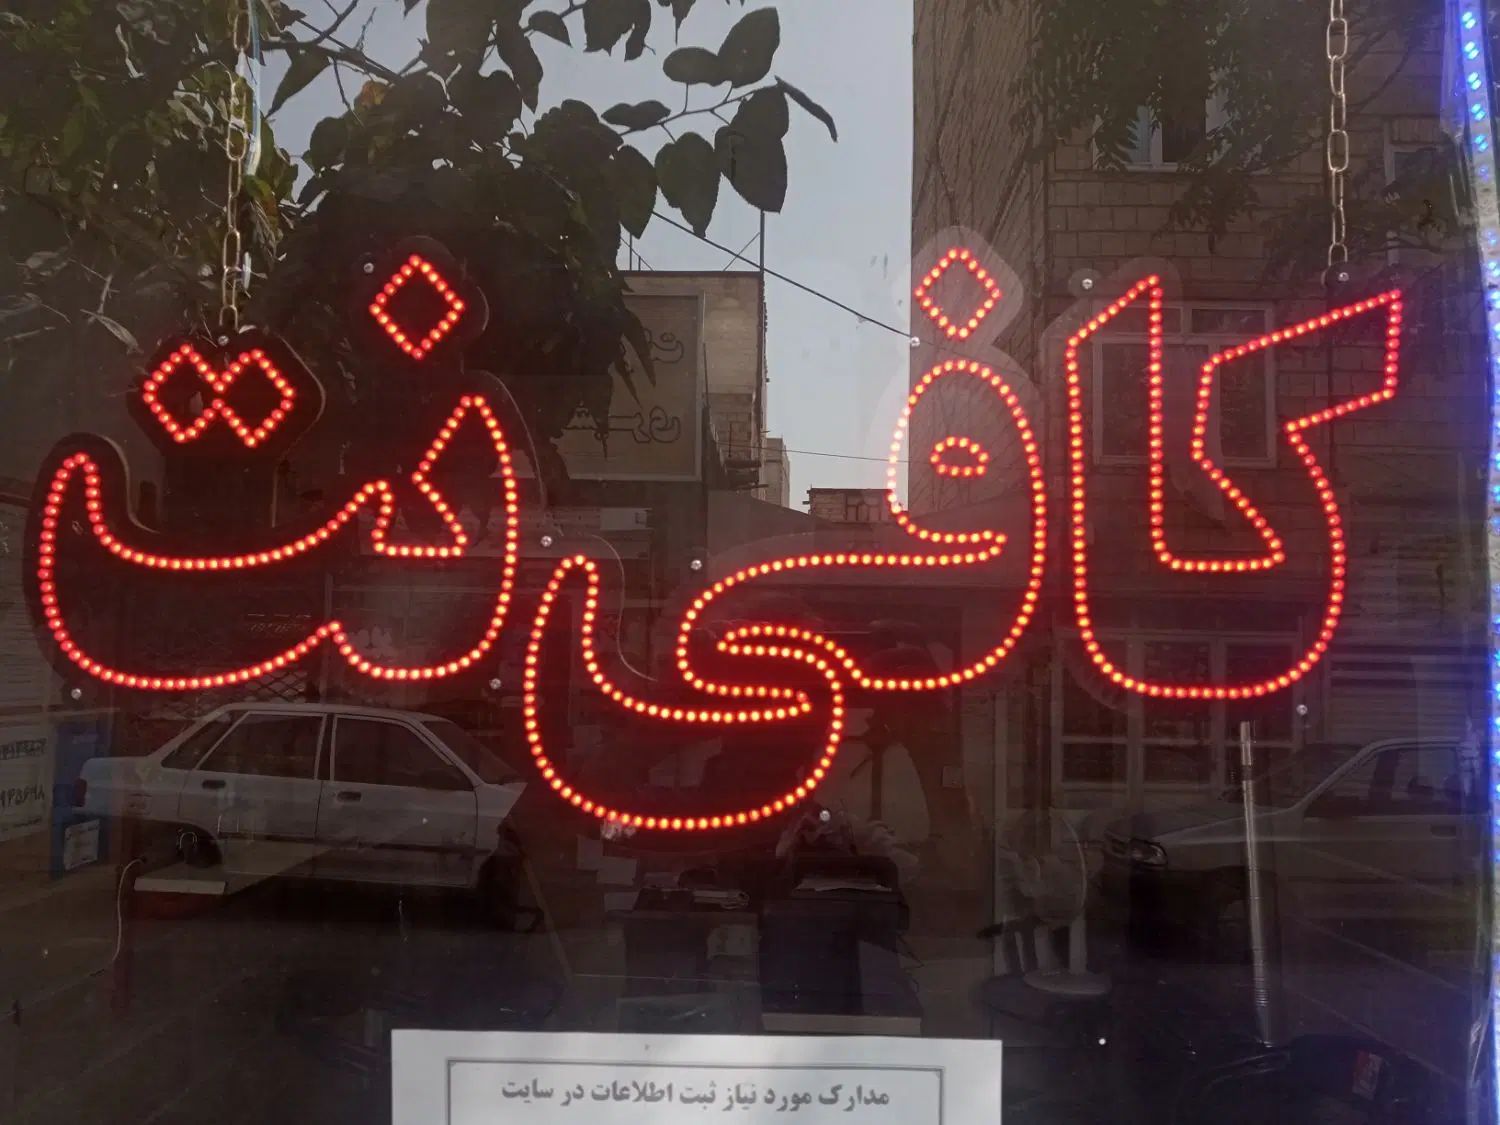 کافی نت
مدارک مورد نیاز ثبت اطلاعات در سایت